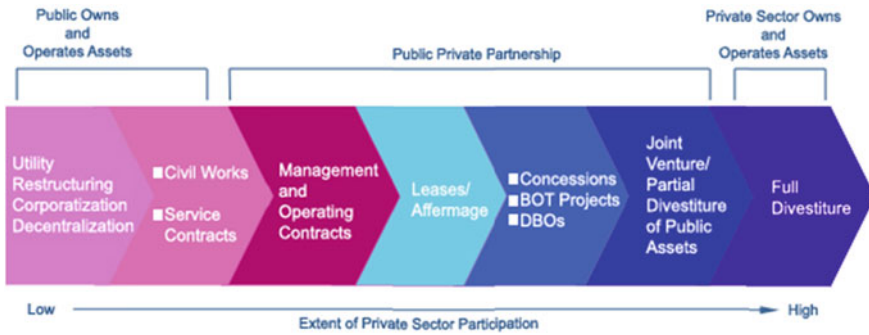 Public Owns
and
Operates Assets
Public Private Partnership
Private Sector Owns
and
Operates Assets
Utility
Restructuring
Corporatization
Decentralization
Civil Works
Service
Contracts
Management
and
Operating
Contracts
Leases/
Affermage
Concessions
BOT Projects
DBOs
Joint
Venture/
Partial
Divestiture
of Public
Assets
Full
Divestiture
Low
Extent of Private Sector Participation
High